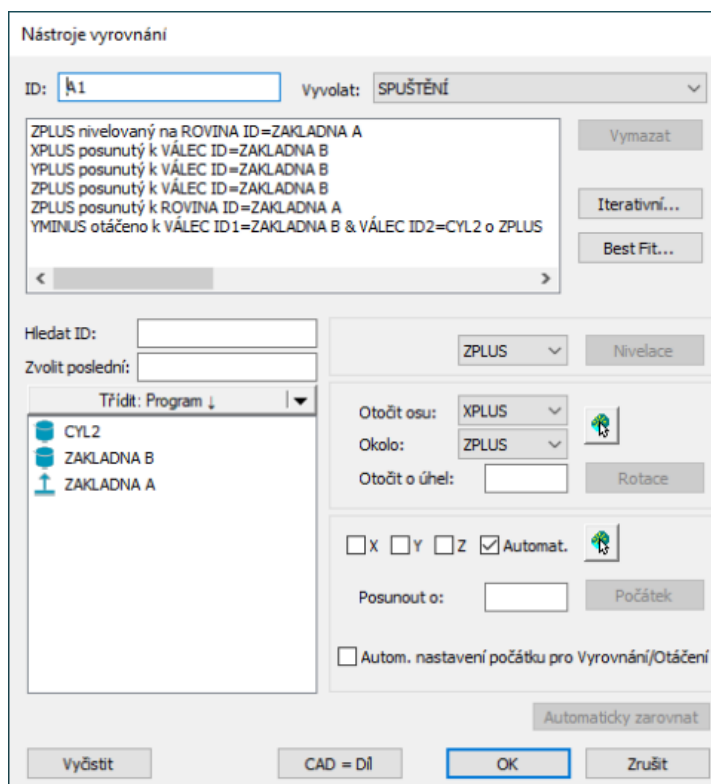 Nástroje vyrovnání
ID: A1 Vyvolat: SPUŠTĚNÍ
ZPLUS nivelovaný na ROVINA ID=ZAKLADNA A
XPLUS posunutý k VÁLEC ID=ZAKLADNA B
YPLUS posunutý k VÁLEC ID=ZAKLADNA B
ZPLUS posunutý k VÁLEC ID=ZAKLADNA B
ZPLUS posunutý k ROVINA ID=ZAKLADNA A
YMINUS otáčeno k VÁLEC ID1=ZAKLADNA B & VÁLEC ID2=CYL2 o ZPLUS
Vymazat
Iterativní...
Best Fit...
Hledat ID:
Zvolit poslední:
Třídit: Program ↓
CYL2
ZAKLADNA B
ZAKLADNA A
ZPLUS Nivelace
Otočit osu: XPLUS
Okolo: ZPLUS
Otočit o úhel: Rotace
X Y Z Automat.
Posunout o: Počátek
Autom. nastavení počátku pro Vyrovnání/Otáčení
Automaticky zarovnat
Vyčistit CAD = Díl OK Zrušit